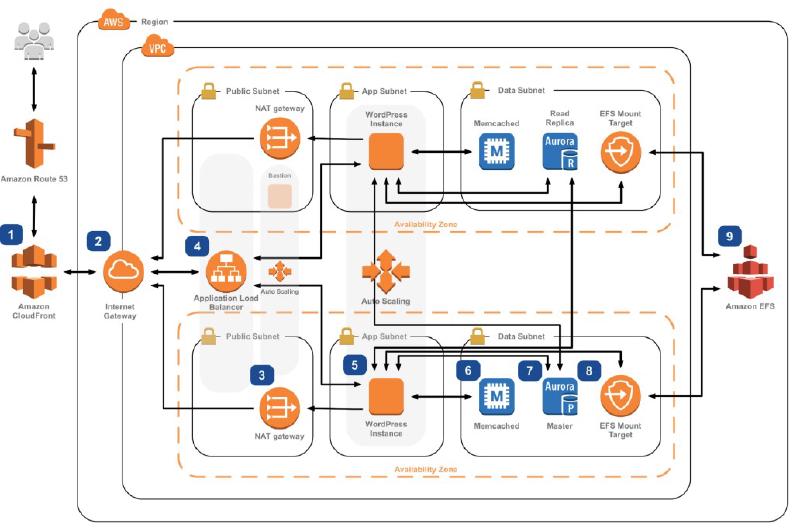 AWS
Region
VPC
Public Subnet
App Subnet
Data Subnet
NAT gateway
WordPress
Instance
Memcached
M
Read
Replica
Aurora
R
EFS Mount
Target
Bastion
Availability Zone
Amazon Route 53
1
2
4
9
Amazon
CloudFront
Internet
Gateway
Application Load
Balancer
Auto Scaling
Auto Scaling
Amazon EFS
Public Subnet
App Subnet
Data Subnet
3
5
6
7
8
NAT gateway
WordPress
Instance
M
Memcached
Aurora
P
Master
EFS Mount
Target
Availability Zone